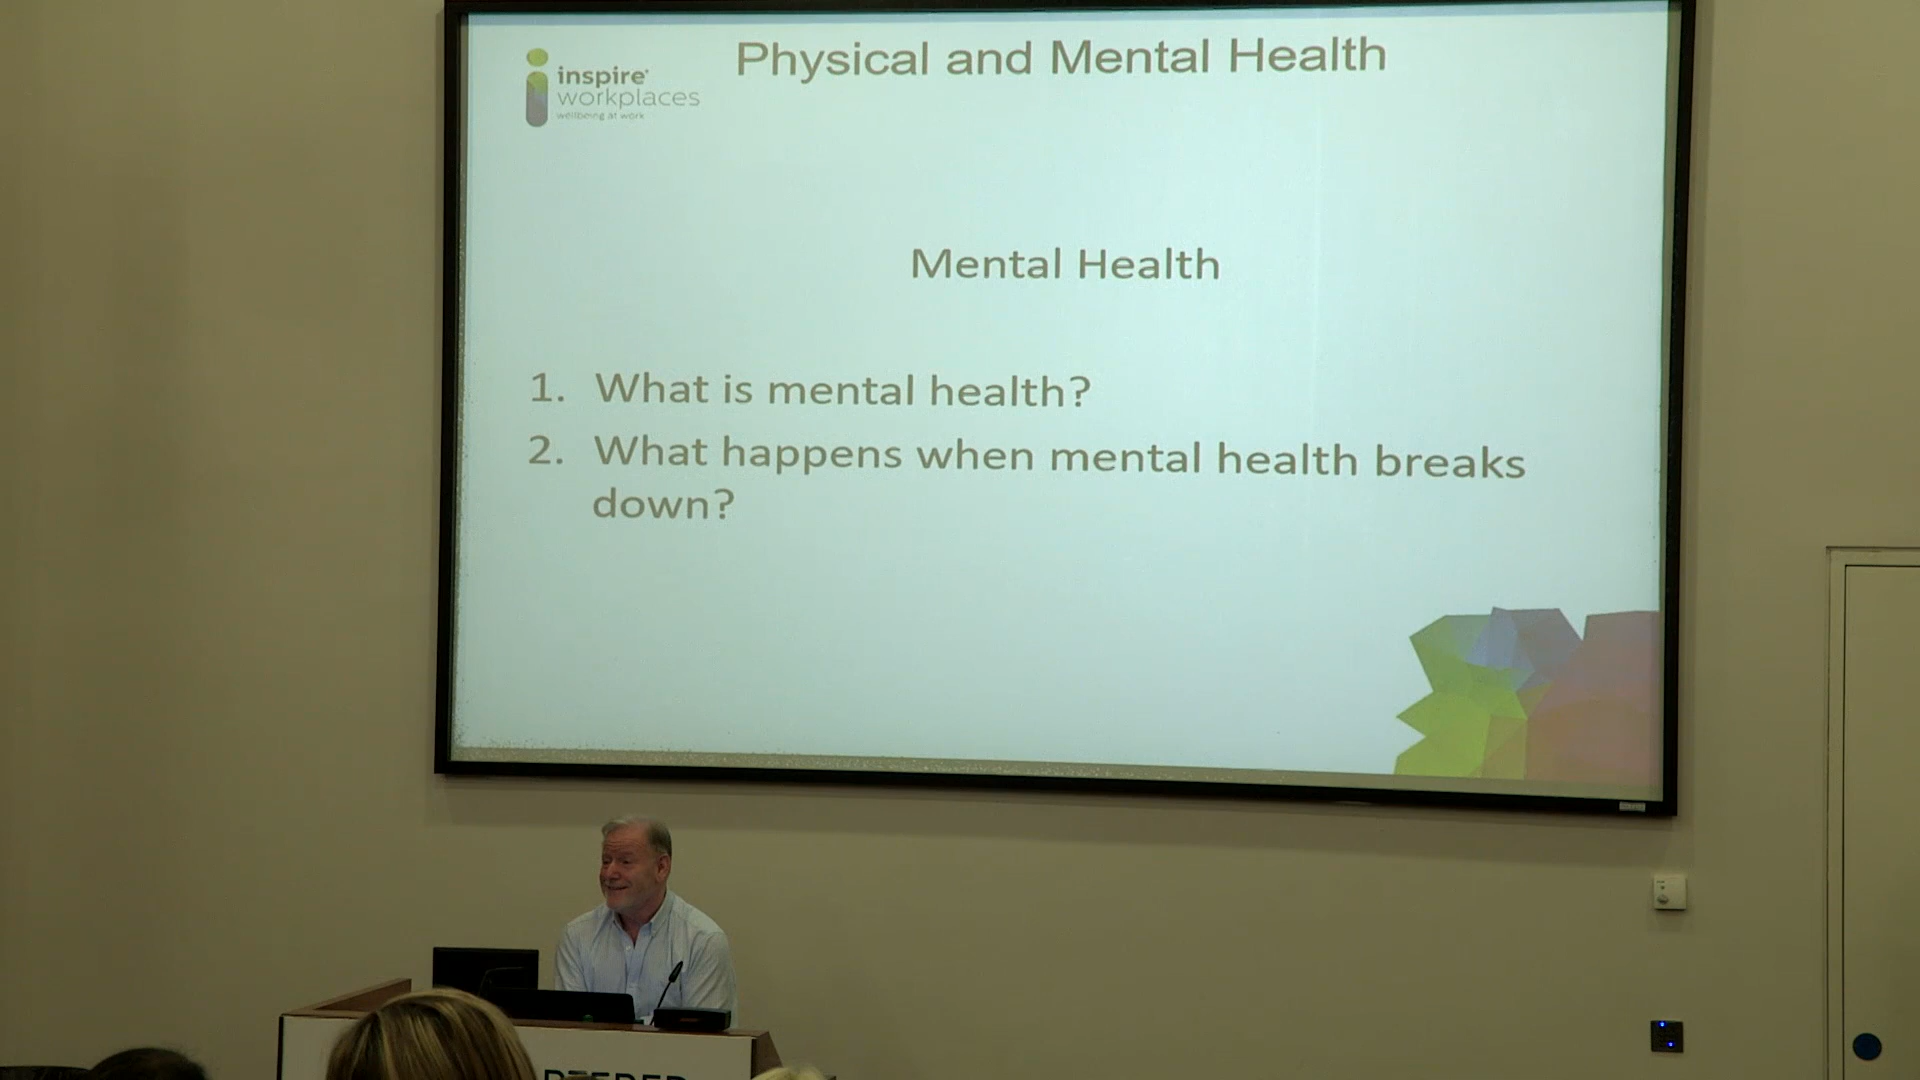 Physical and Mental Health
inspire
workplaces
wellbeing at work
Mental Health
1. What is mental health?
2. What happens when mental health breaks
down?